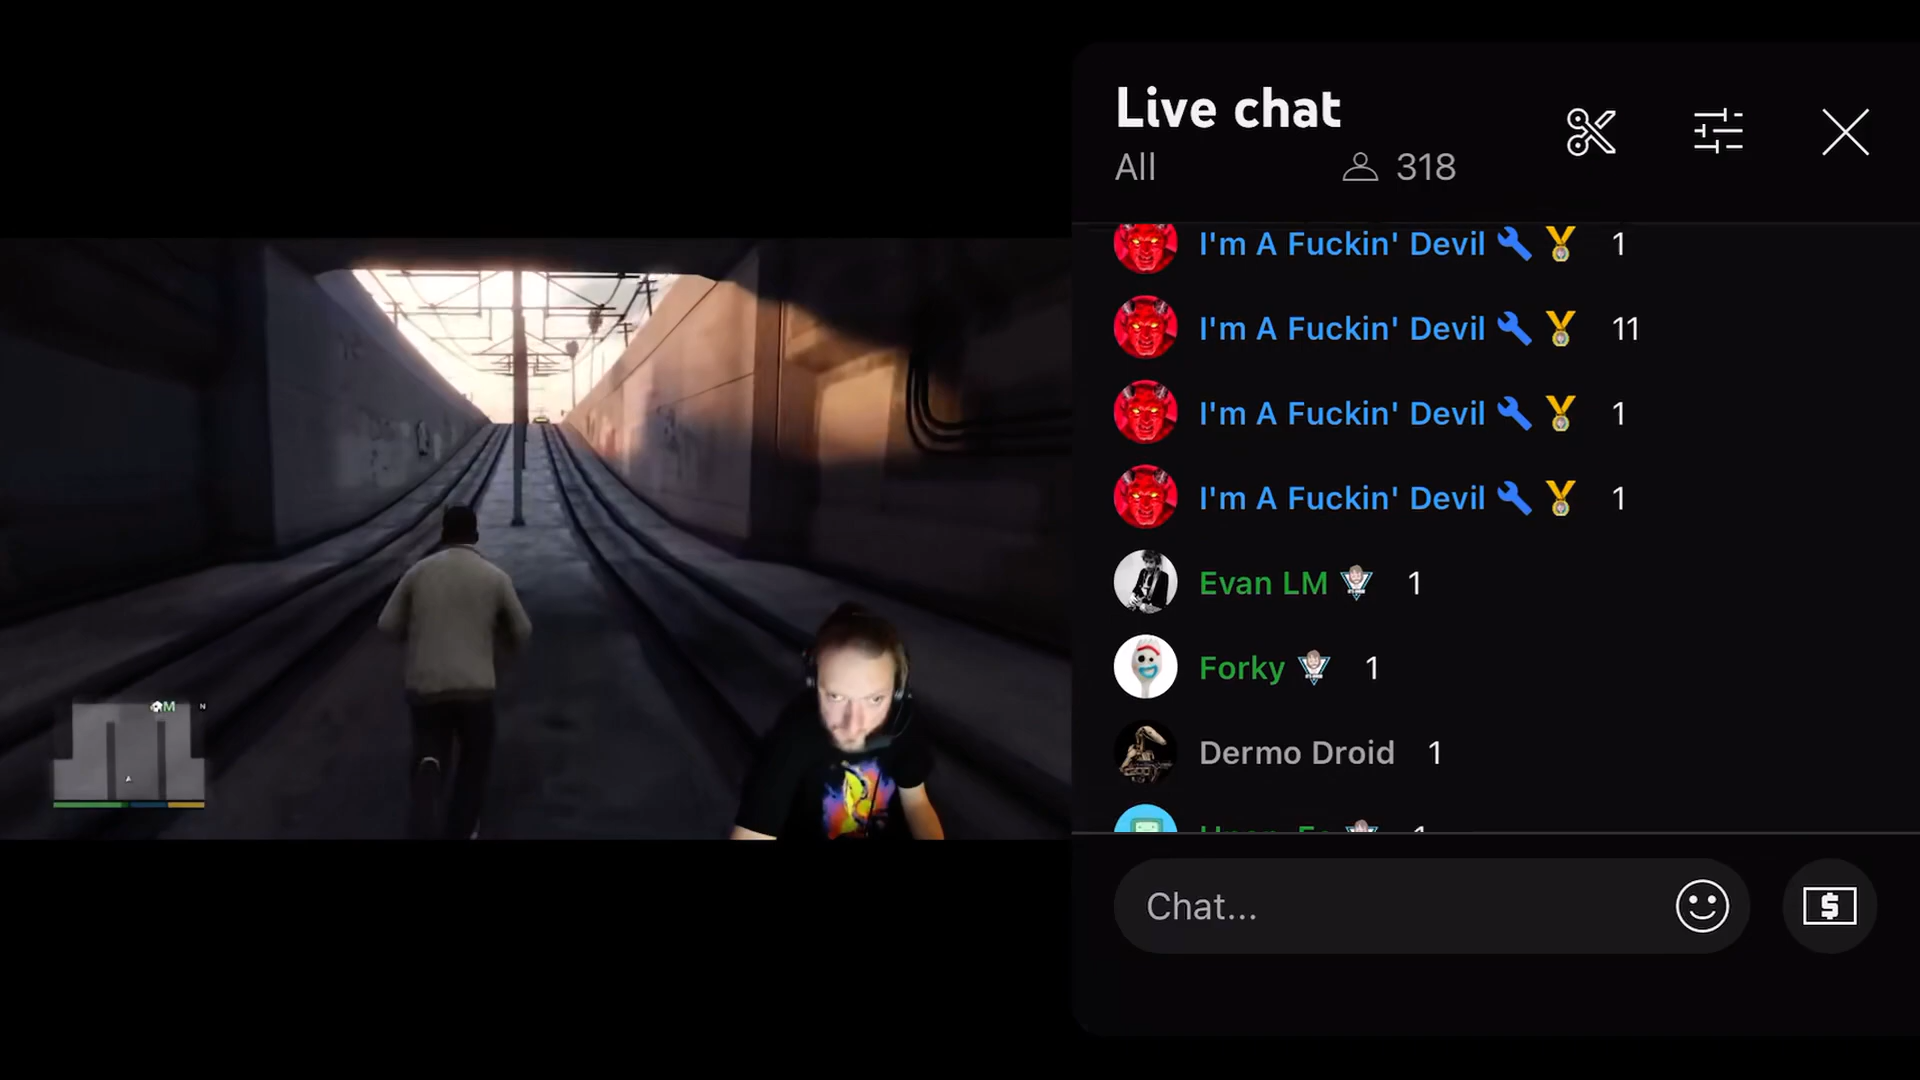 Live chat
All 318
I'm A Fuckin' Devil 1
I'm A Fuckin' Devil 11
I'm A Fuckin' Devil 1
I'm A Fuckin' Devil 1
Evan LM 1
Forky 1
Dermo Droid 1
1
Chat...
M
N